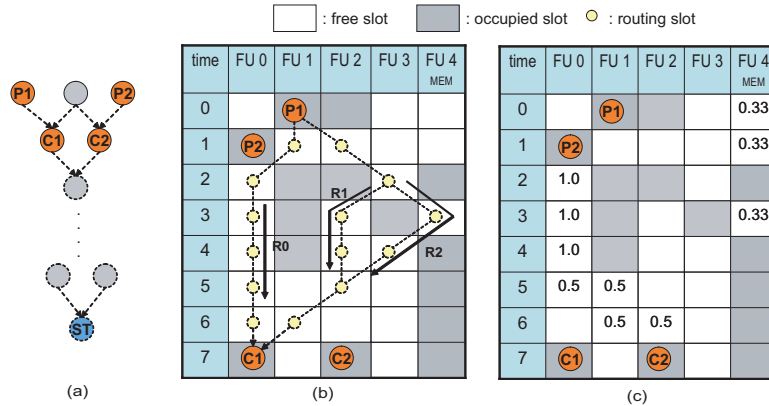 : free slot : occupied slot : routing slot
P1 P2
C1 C2
ST
(a)
time FU 0 FU 1 FU 2 FU 3 FU 4
MEM
0 P1
1 P2
2
R1
3
R0 R2
4
5
6
7 C1 C2
(b)
time FU 0 FU 1 FU 2 FU 3 FU 4
MEM
0 P1 0.33
1 P2 0.33
2 1.0
3 1.0 0.33
4 1.0
5 0.5 0.5
6 0.5 0.5
7 C1 C2
(c)